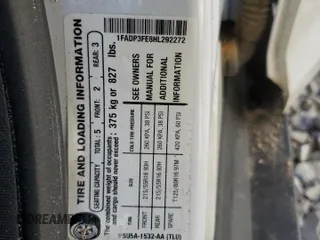 1FADP3FE8HL292272
TIRE AND LOADING INFORMATION
SEATING CAPACITY TOTAL : 5 FRONT: 2 REAR: 3
The combined weight of occupants and cargo should never exceed : 375 kg or 827 lbs.
COLD TIRE PRESSURE
FRONT 215/55R16 93H 260 KPA, 38 PSI
REAR 215/55R16 93H 260 KPA, 38 PSI
SPARE T125/80R16 97M 420 KPA, 60 PSI
SEE OWNERS
MANUAL FOR
ADDITIONAL
INFORMATION
5U5A-1532-AA (TLU)